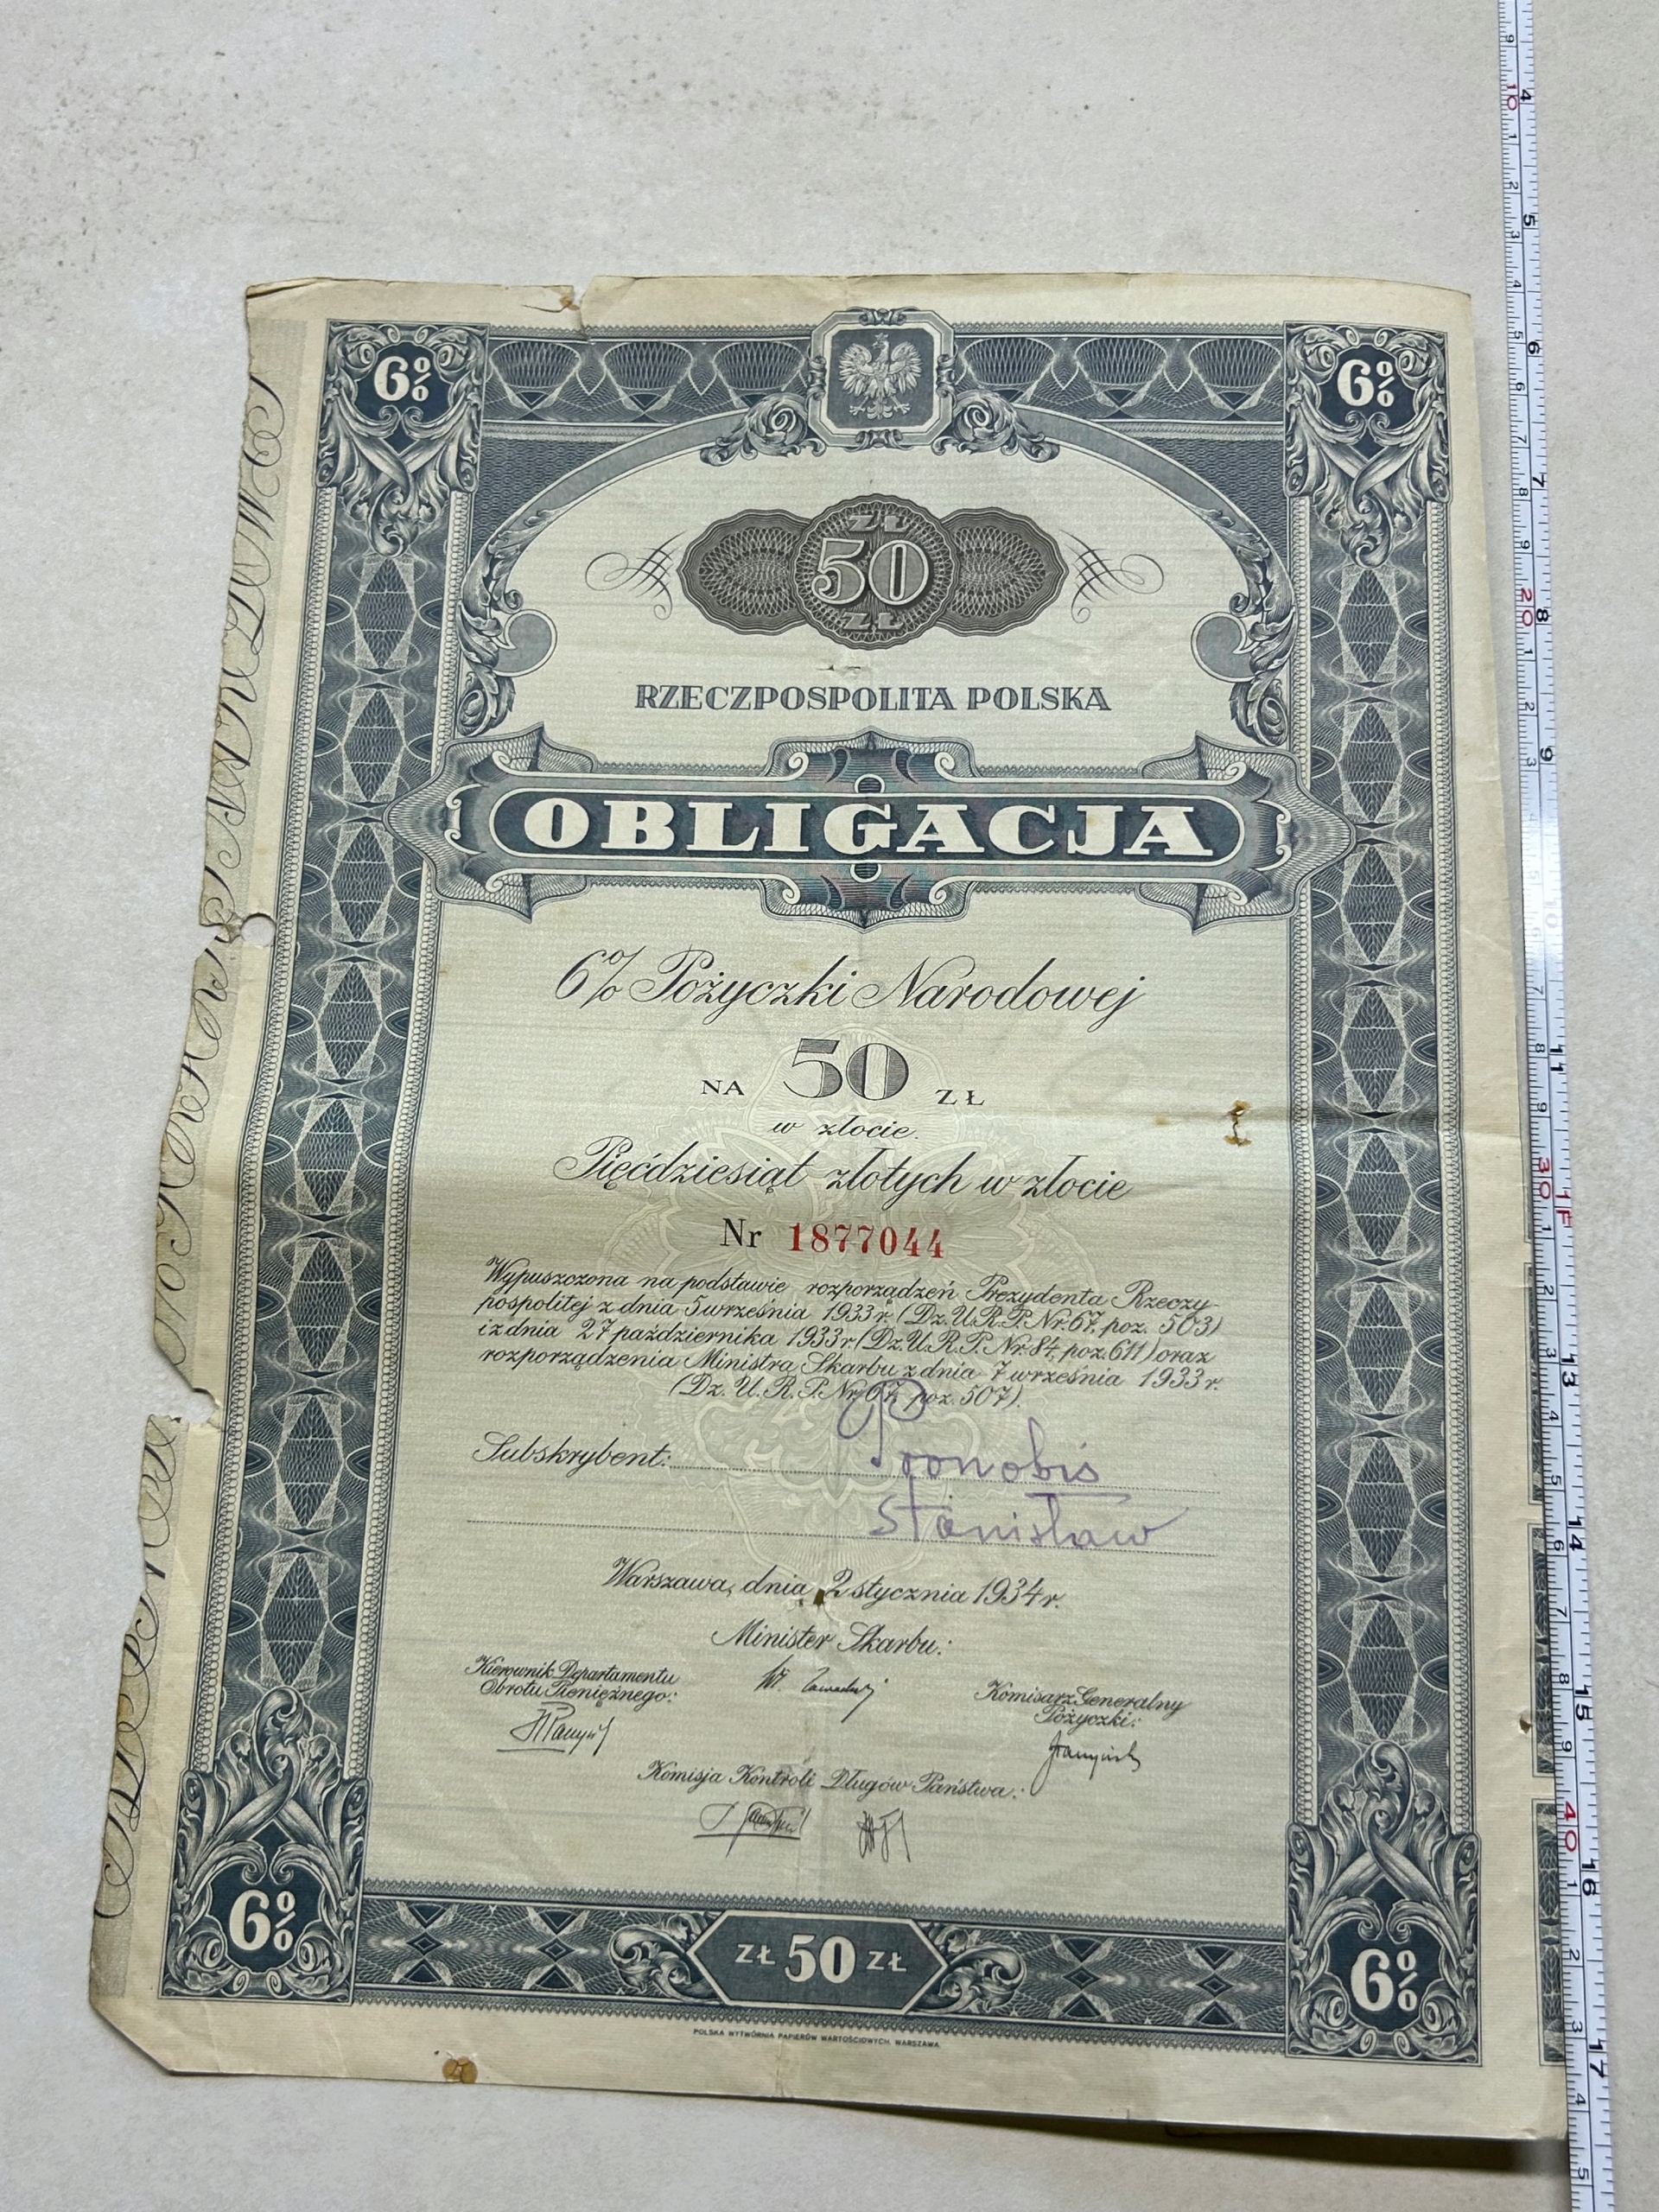 6%
6%
ZŁ
50
ZŁ
RZECZPOSPOLITA POLSKA
OBLIGACJA
6% Pożyczki Narodowej
NA 50 ZŁ
w złocie.
Pięćdziesiąt złotych w złocie
Nr 1877044
Wypuszczona na podstawie rozporządzeń Prezydenta Rzeczy-
pospolitej z dnia 5 września 1933 r. (Dz. U. R. P. Nr. 67, poz. 503)
i z dnia 27 października 1933 r. (Dz. U. R. P. Nr. 84, poz. 611) oraz
rozporządzenia Ministra Skarbu z dnia 7 września 1933 r.
(Dz. U. R. P. Nr. 67, poz. 507).
Subskrybent: Pronobis
Stanisław
Warszawa, dnia 2 stycznia 1934 r.
Minister Skarbu:
Kierownik Departamentu
Obrotu Pieniężnego:
Komisarz Generalny
Pożyczki:
Komisja Kontroli Długów Państwa:
6%
ZŁ 50 ZŁ
6%
POLSKA WYTWÓRNIA PAPIERÓW WARTOŚCIOWYCH. WARSZAWA.